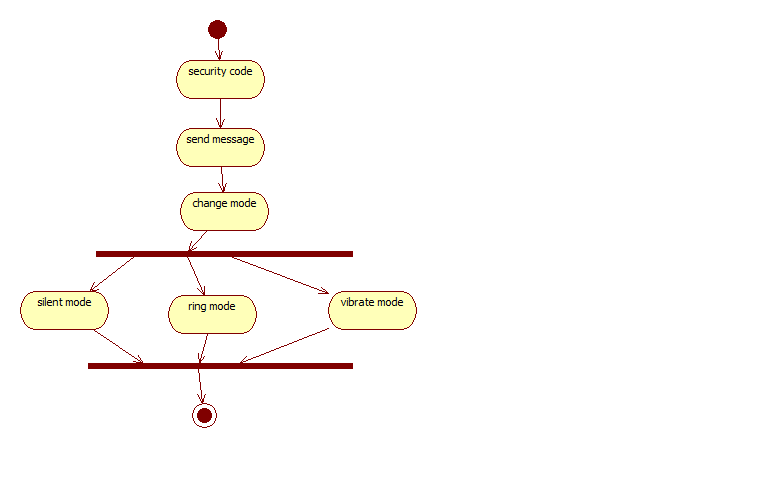 security code
send message
change mode
silent mode
ring mode
vibrate mode